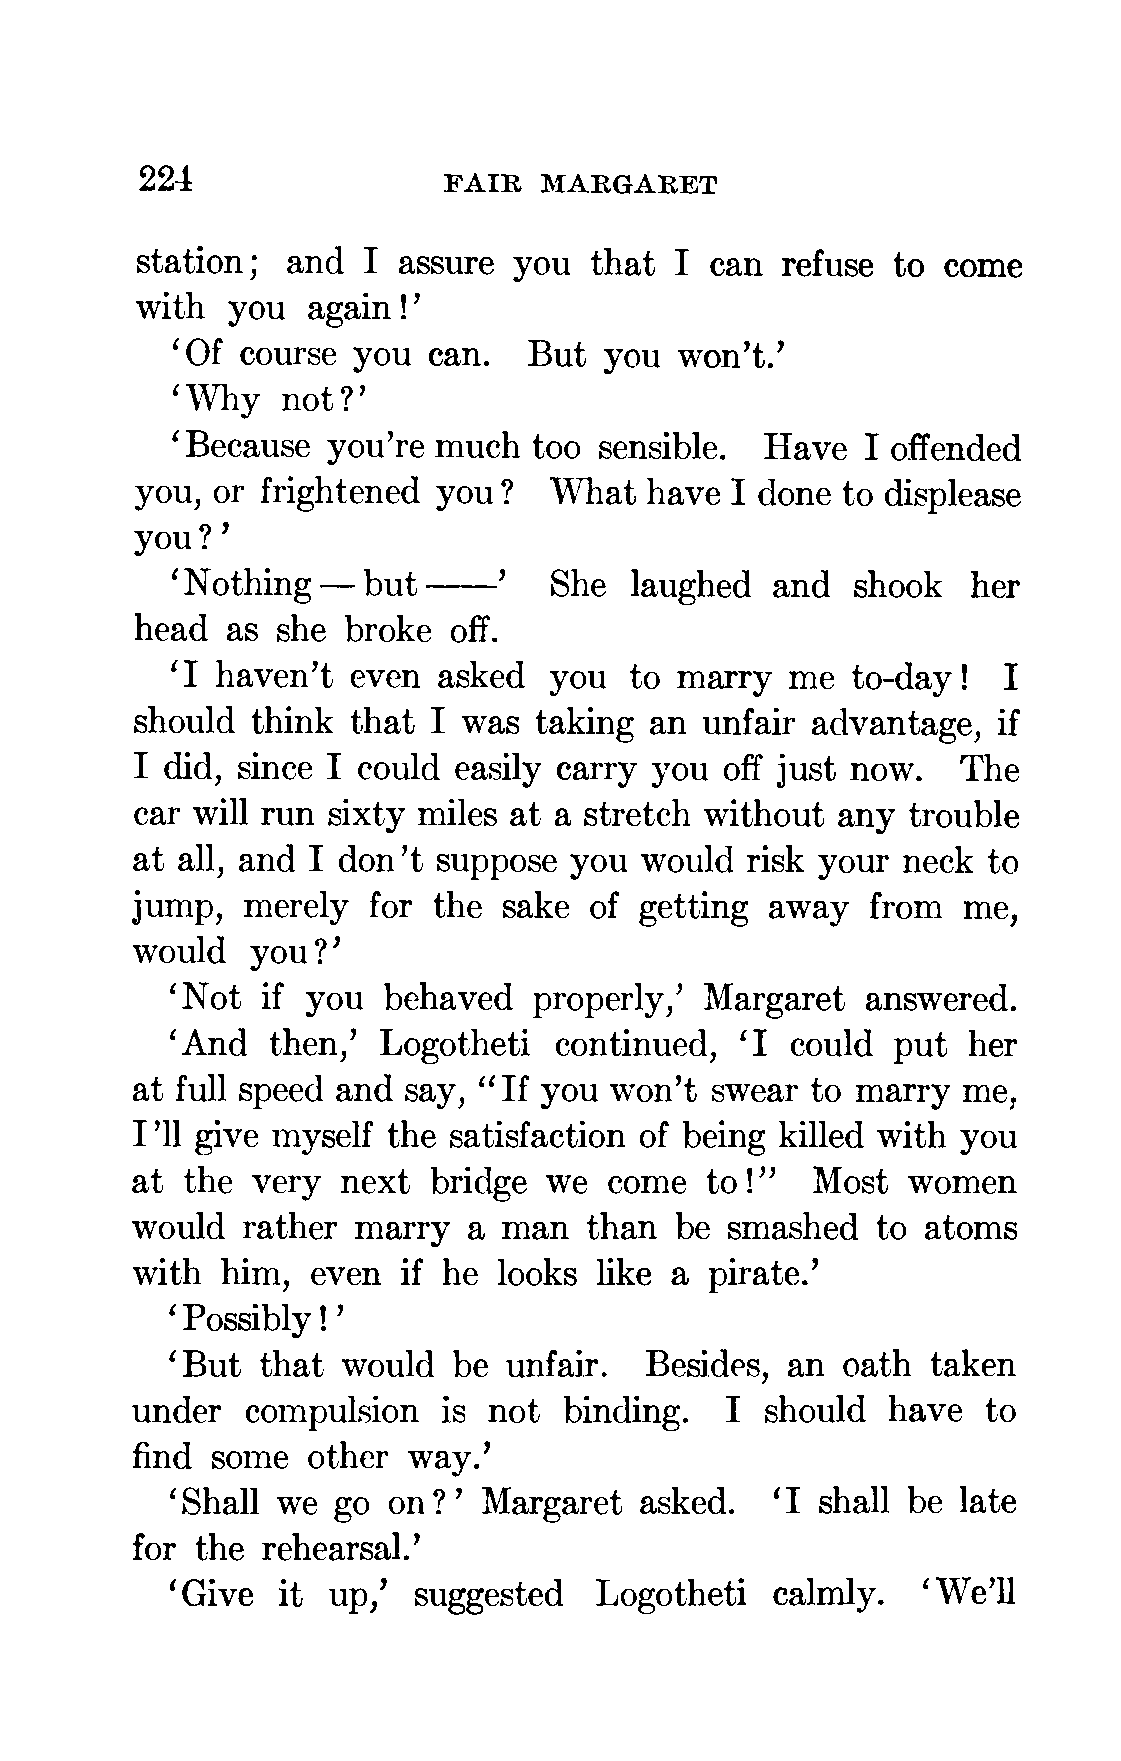 224 FAIR MARGARET
station; and I assure you that I can refuse to come
with you again!'
'Of course you can. But you won't.'
'Why not?'
'Because you're much too sensible. Have I offended
you, or frightened you? What have I done to displease
you?'
'Nothing — but ——' She laughed and shook her
head as she broke off.
'I haven't even asked you to marry me to-day! I
should think that I was taking an unfair advantage, if
I did, since I could easily carry you off just now. The
car will run sixty miles at a stretch without any trouble
at all, and I don't suppose you would risk your neck to
jump, merely for the sake of getting away from me,
would you?'
'Not if you behaved properly,' Margaret answered.
'And then,' Logotheti continued, 'I could put her
at full speed and say, "If you won't swear to marry me,
I'll give myself the satisfaction of being killed with you
at the very next bridge we come to!" Most women
would rather marry a man than be smashed to atoms
with him, even if he looks like a pirate.'
'Possibly!'
'But that would be unfair. Besides, an oath taken
under compulsion is not binding. I should have to
find some other way.'
'Shall we go on?' Margaret asked. 'I shall be late
for the rehearsal.'
'Give it up,' suggested Logotheti calmly. 'We'll